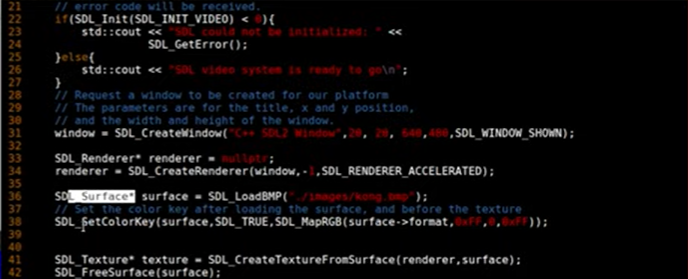 21 // error code will be received.
22 if(SDL_Init(SDL_INIT_VIDEO) < 0){
23 std::cout << "SDL could not be initialized: " <<
24 SDL_GetError();
25 }else{
26 std::cout << "SDL video system is ready to go\n";
27 }
28 // Request a window to be created for our platform
29 // The parameters are for the title, x and y position,
30 // and the width and height of the window.
31 window = SDL_CreateWindow("C++ SDL2 Window",20, 20, 640,480,SDL_WINDOW_SHOWN);
32
33 SDL_Renderer* renderer = nullptr;
34 renderer = SDL_CreateRenderer(window,-1,SDL_RENDERER_ACCELERATED);
35
36 SDL_Surface* surface = SDL_LoadBMP("./images/kong.bmp");
37 // Set the color key after loading the surface, and before the texture
38 SDL_SetColorKey(surface,SDL_TRUE,SDL_MapRGB(surface->format,0xFF,0,0xFF));
39
40
41 SDL_Texture* texture = SDL_CreateTextureFromSurface(renderer,surface);
42 SDL_FreeSurface(surface);